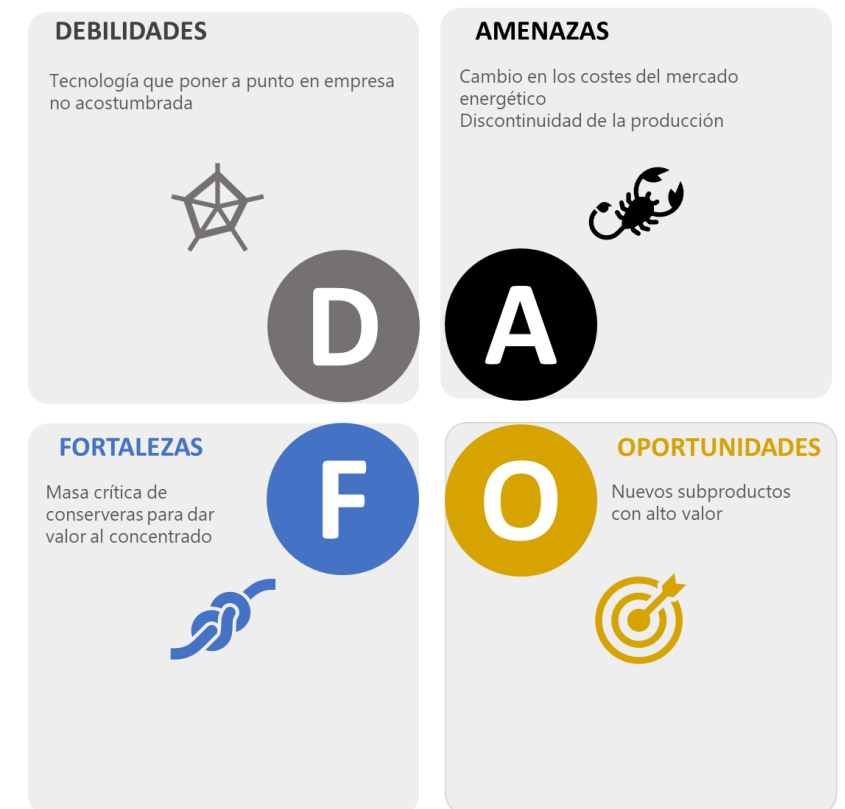 DEBILIDADES
Tecnología que poner a punto en empresa
no acostumbrada
D
AMENAZAS
Cambio en los costes del mercado
energético
Discontinuidad de la producción
A
FORTALEZAS
Masa crítica de
conserveras para dar
valor al concentrado
F
OPORTUNIDADES
Nuevos subproductos
con alto valor
O